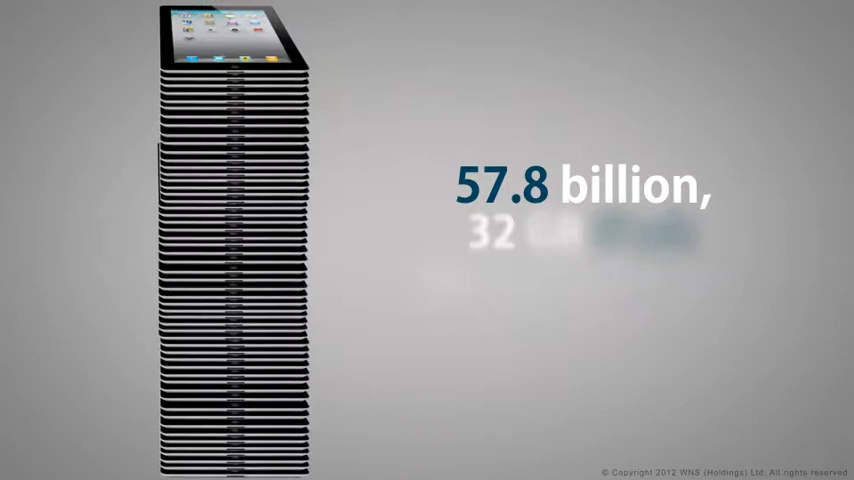 57.8 billion,
32
© Copyright 2012 WNS (Holdings) Ltd. All rights reserved